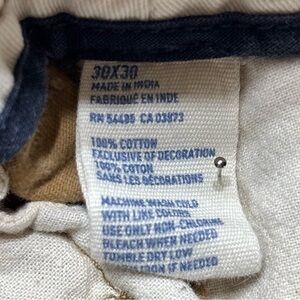 30X30
MADE IN INDIA
FABRIQUÉ EN INDE
RN 54485 CA 03973
100% COTTON
EXCLUSIVE OF DECORATION
100% COTON
SANS LES DÉCORATIONS
MACHINE WASH COLD
WITH LIKE COLORS
USE ONLY NON-CHLORINE
BLEACH WHEN NEEDED
TUMBLE DRY LOW
IRON IF NEEDED